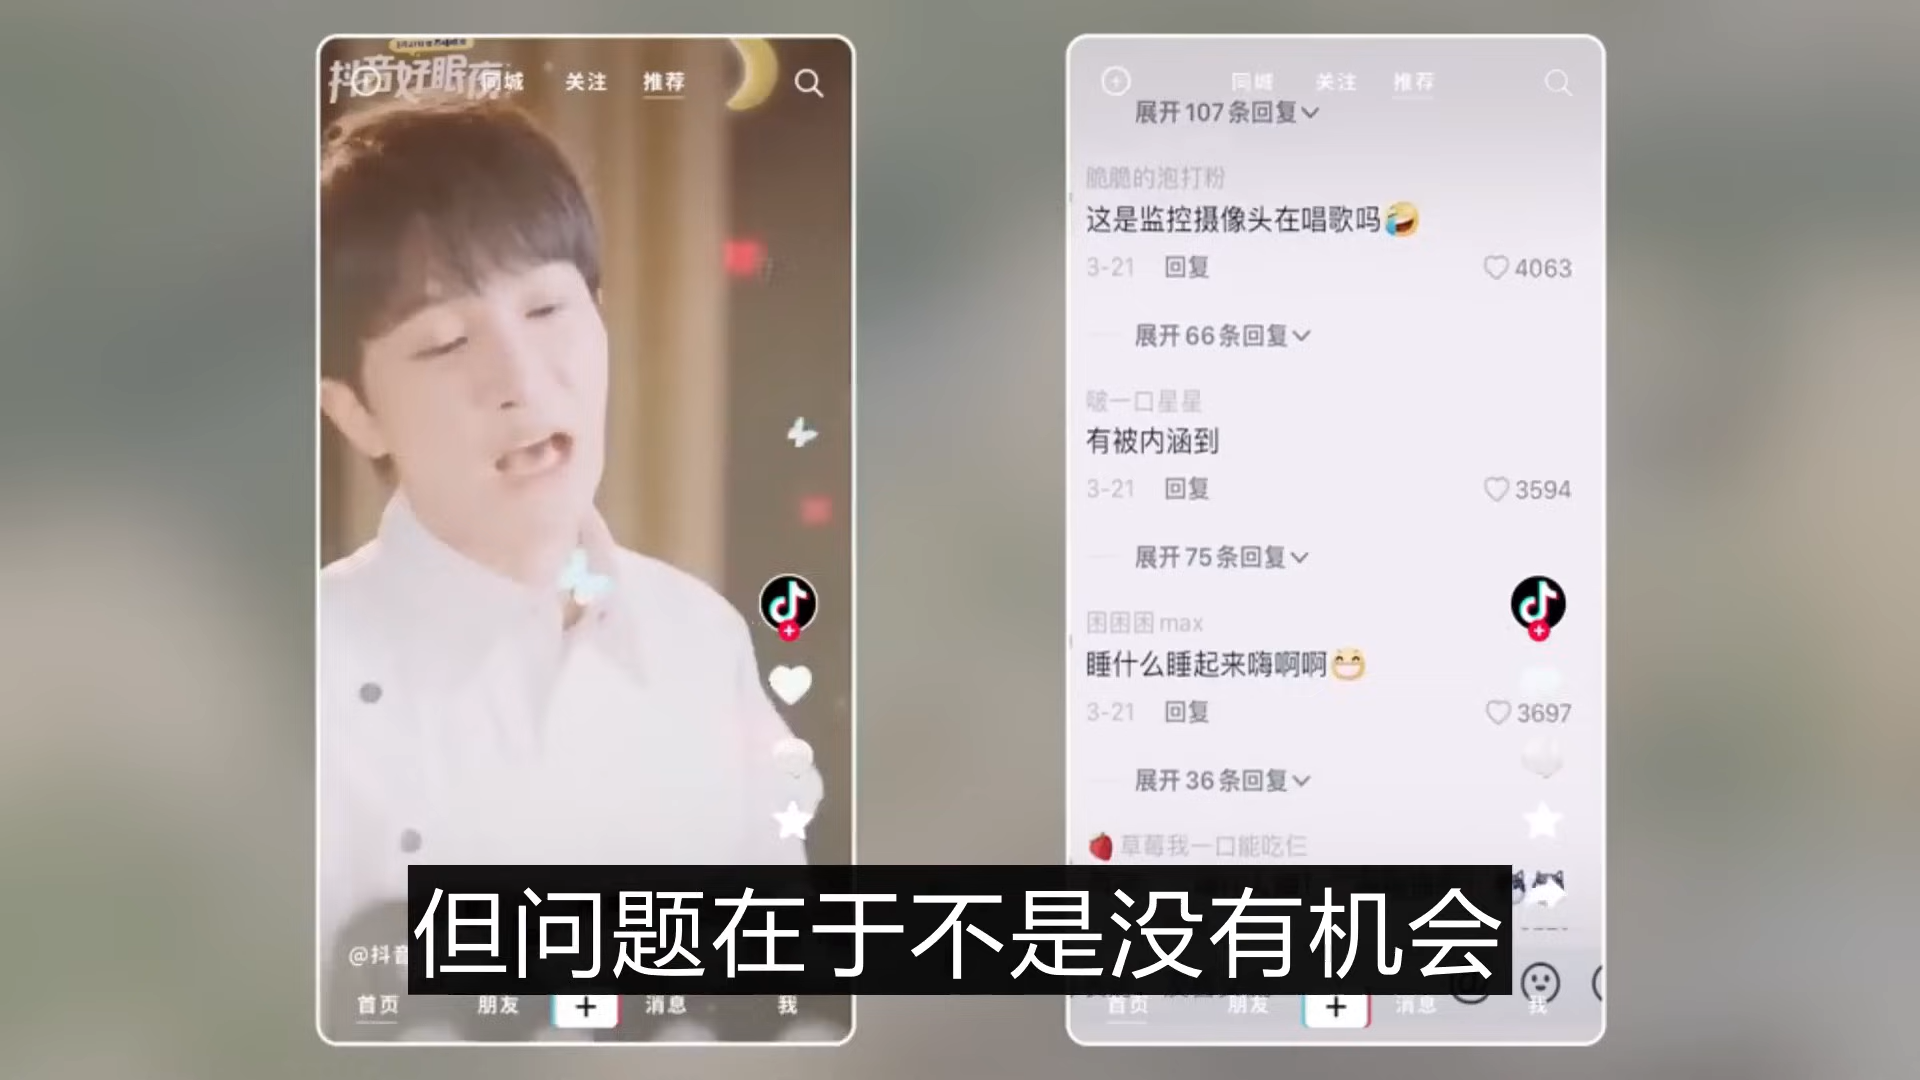 抖音好眠夜
同城 关注 推荐
@抖音
首页 朋友 消息 我
同城 关注 推荐
展开107条回复
脆脆的泡打粉
这是监控摄像头在唱歌吗
3-21 回复 4063
展开66条回复
啵一口星星
有被内涵到
3-21 回复 3594
展开75条回复
困困困max
睡什么睡起来嗨啊啊
3-21 回复 3697
展开36条回复
草莓我一口能吃仨
首页 朋友 消息 我
但问题在于不是没有机会